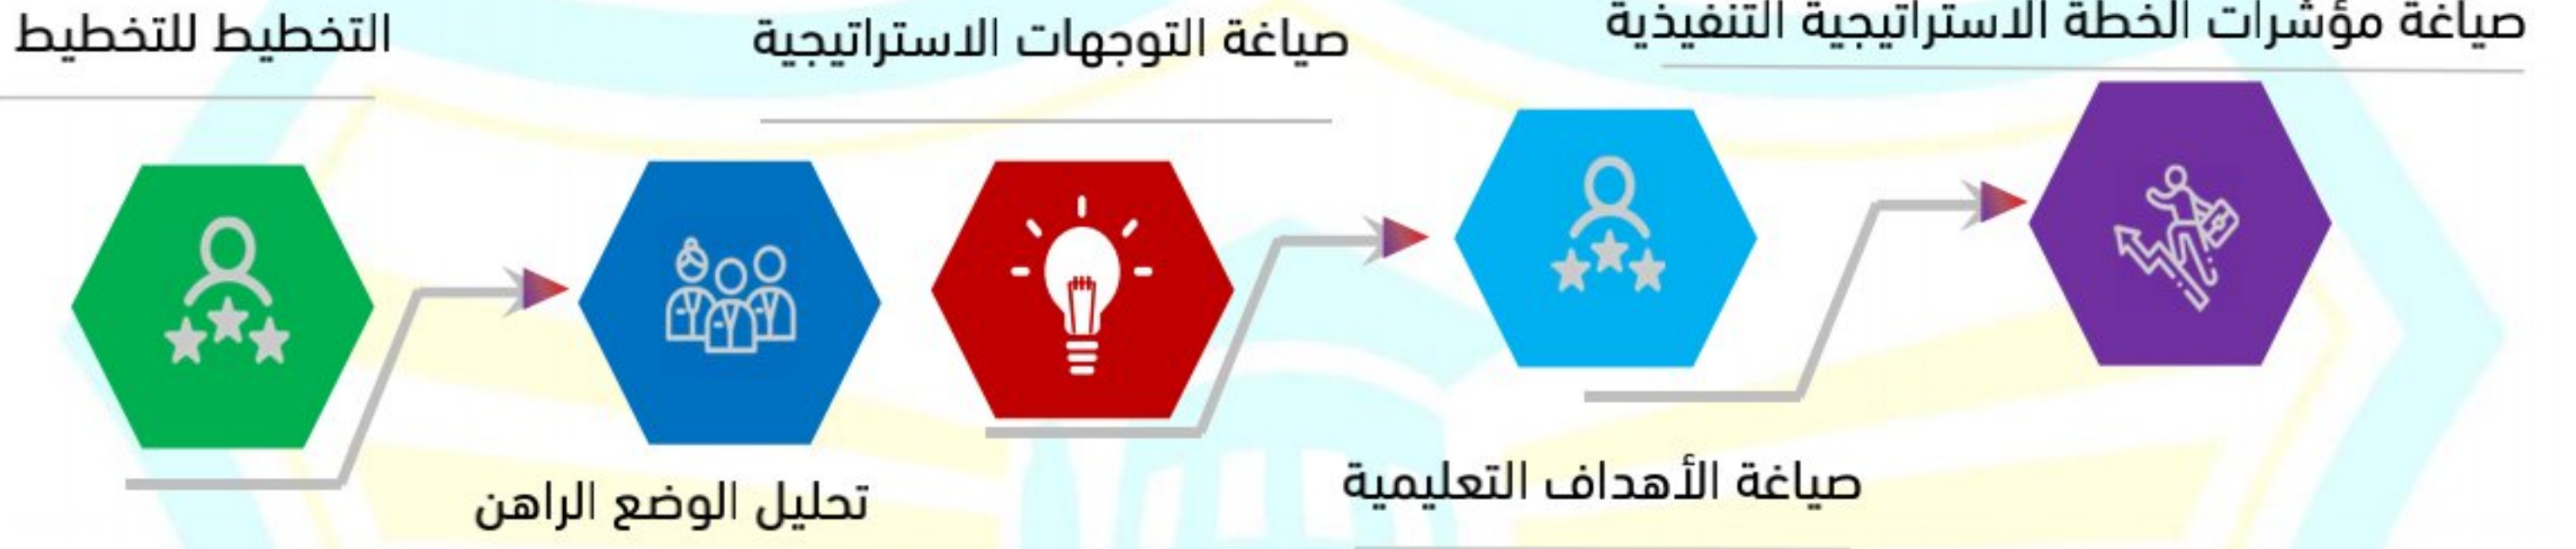 التخطيط للتخطيط
تحليل الوضع الراهن
صياغة التوجهات الاستراتيجية
صياغة الأهداف التعليمية
صياغة مؤشرات الخطة الاستراتيجية التنفيذية